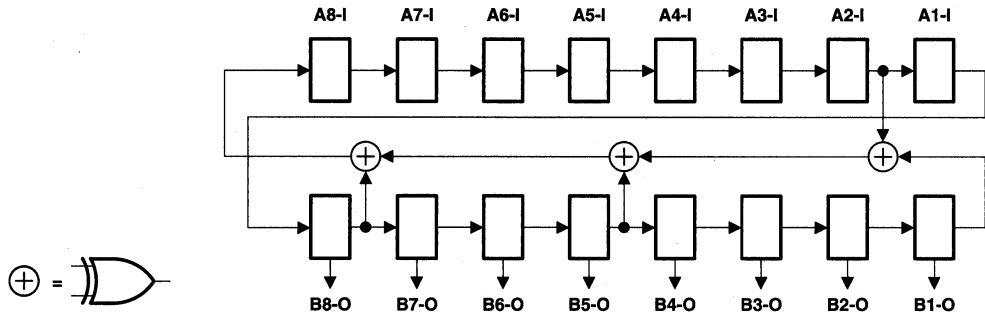 A8-I A7-I A6-I A5-I A4-I A3-I A2-I A1-I
=
B8-O B7-O B6-O B5-O B4-O B3-O B2-O B1-O